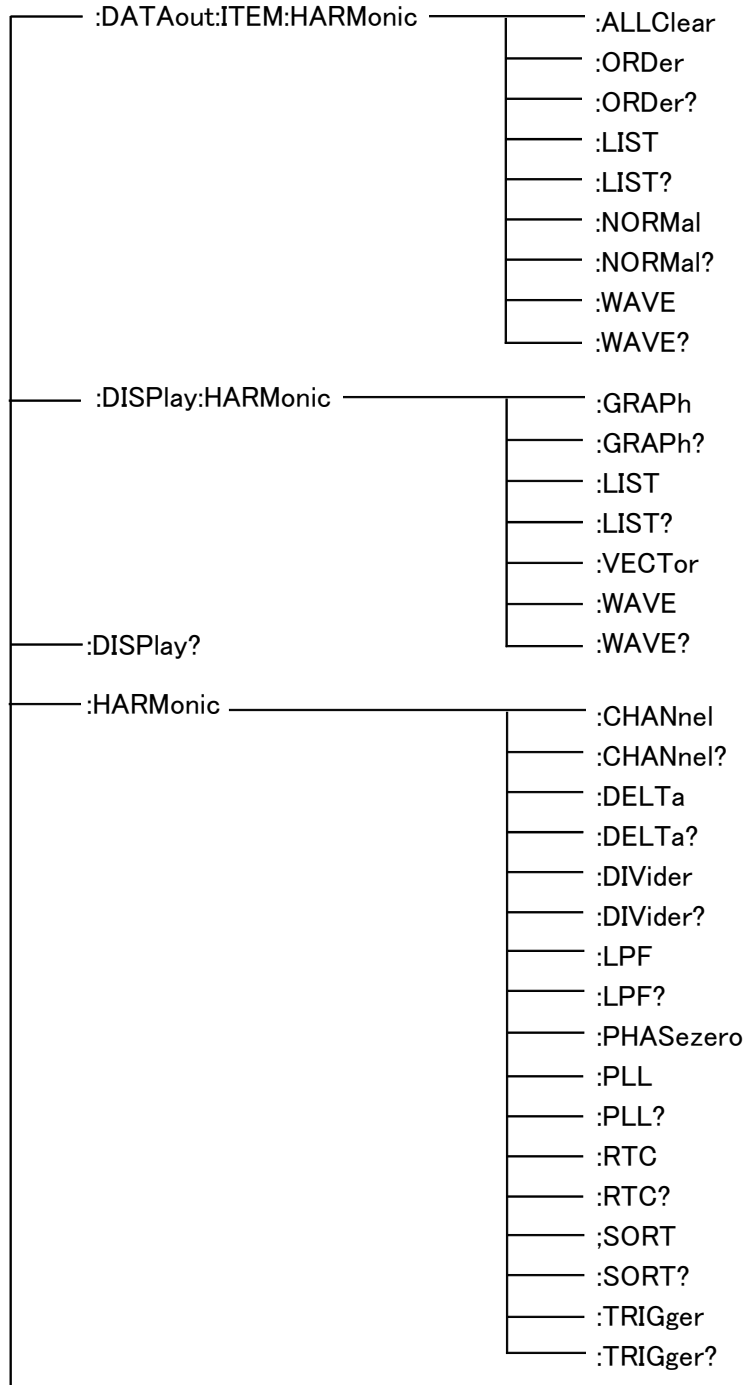 :DATAout:ITEM:HARMonic :ALLClear
:ORDer
:ORDer?
:LIST
:LIST?
:NORMal
:NORMal?
:WAVE
:WAVE?
:DISPlay:HARMonic :GRAPh
:GRAPh?
:LIST
:LIST?
:VECTor
:WAVE
:DISPlay? :WAVE?
:HARMonic :CHANnel
:CHANnel?
:DELTa
:DELTa?
:DIVider
:DIVider?
:LPF
:LPF?
:PHASezero
:PLL
:PLL?
:RTC
:RTC?
;SORT
:SORT?
:TRIGger
:TRIGger?